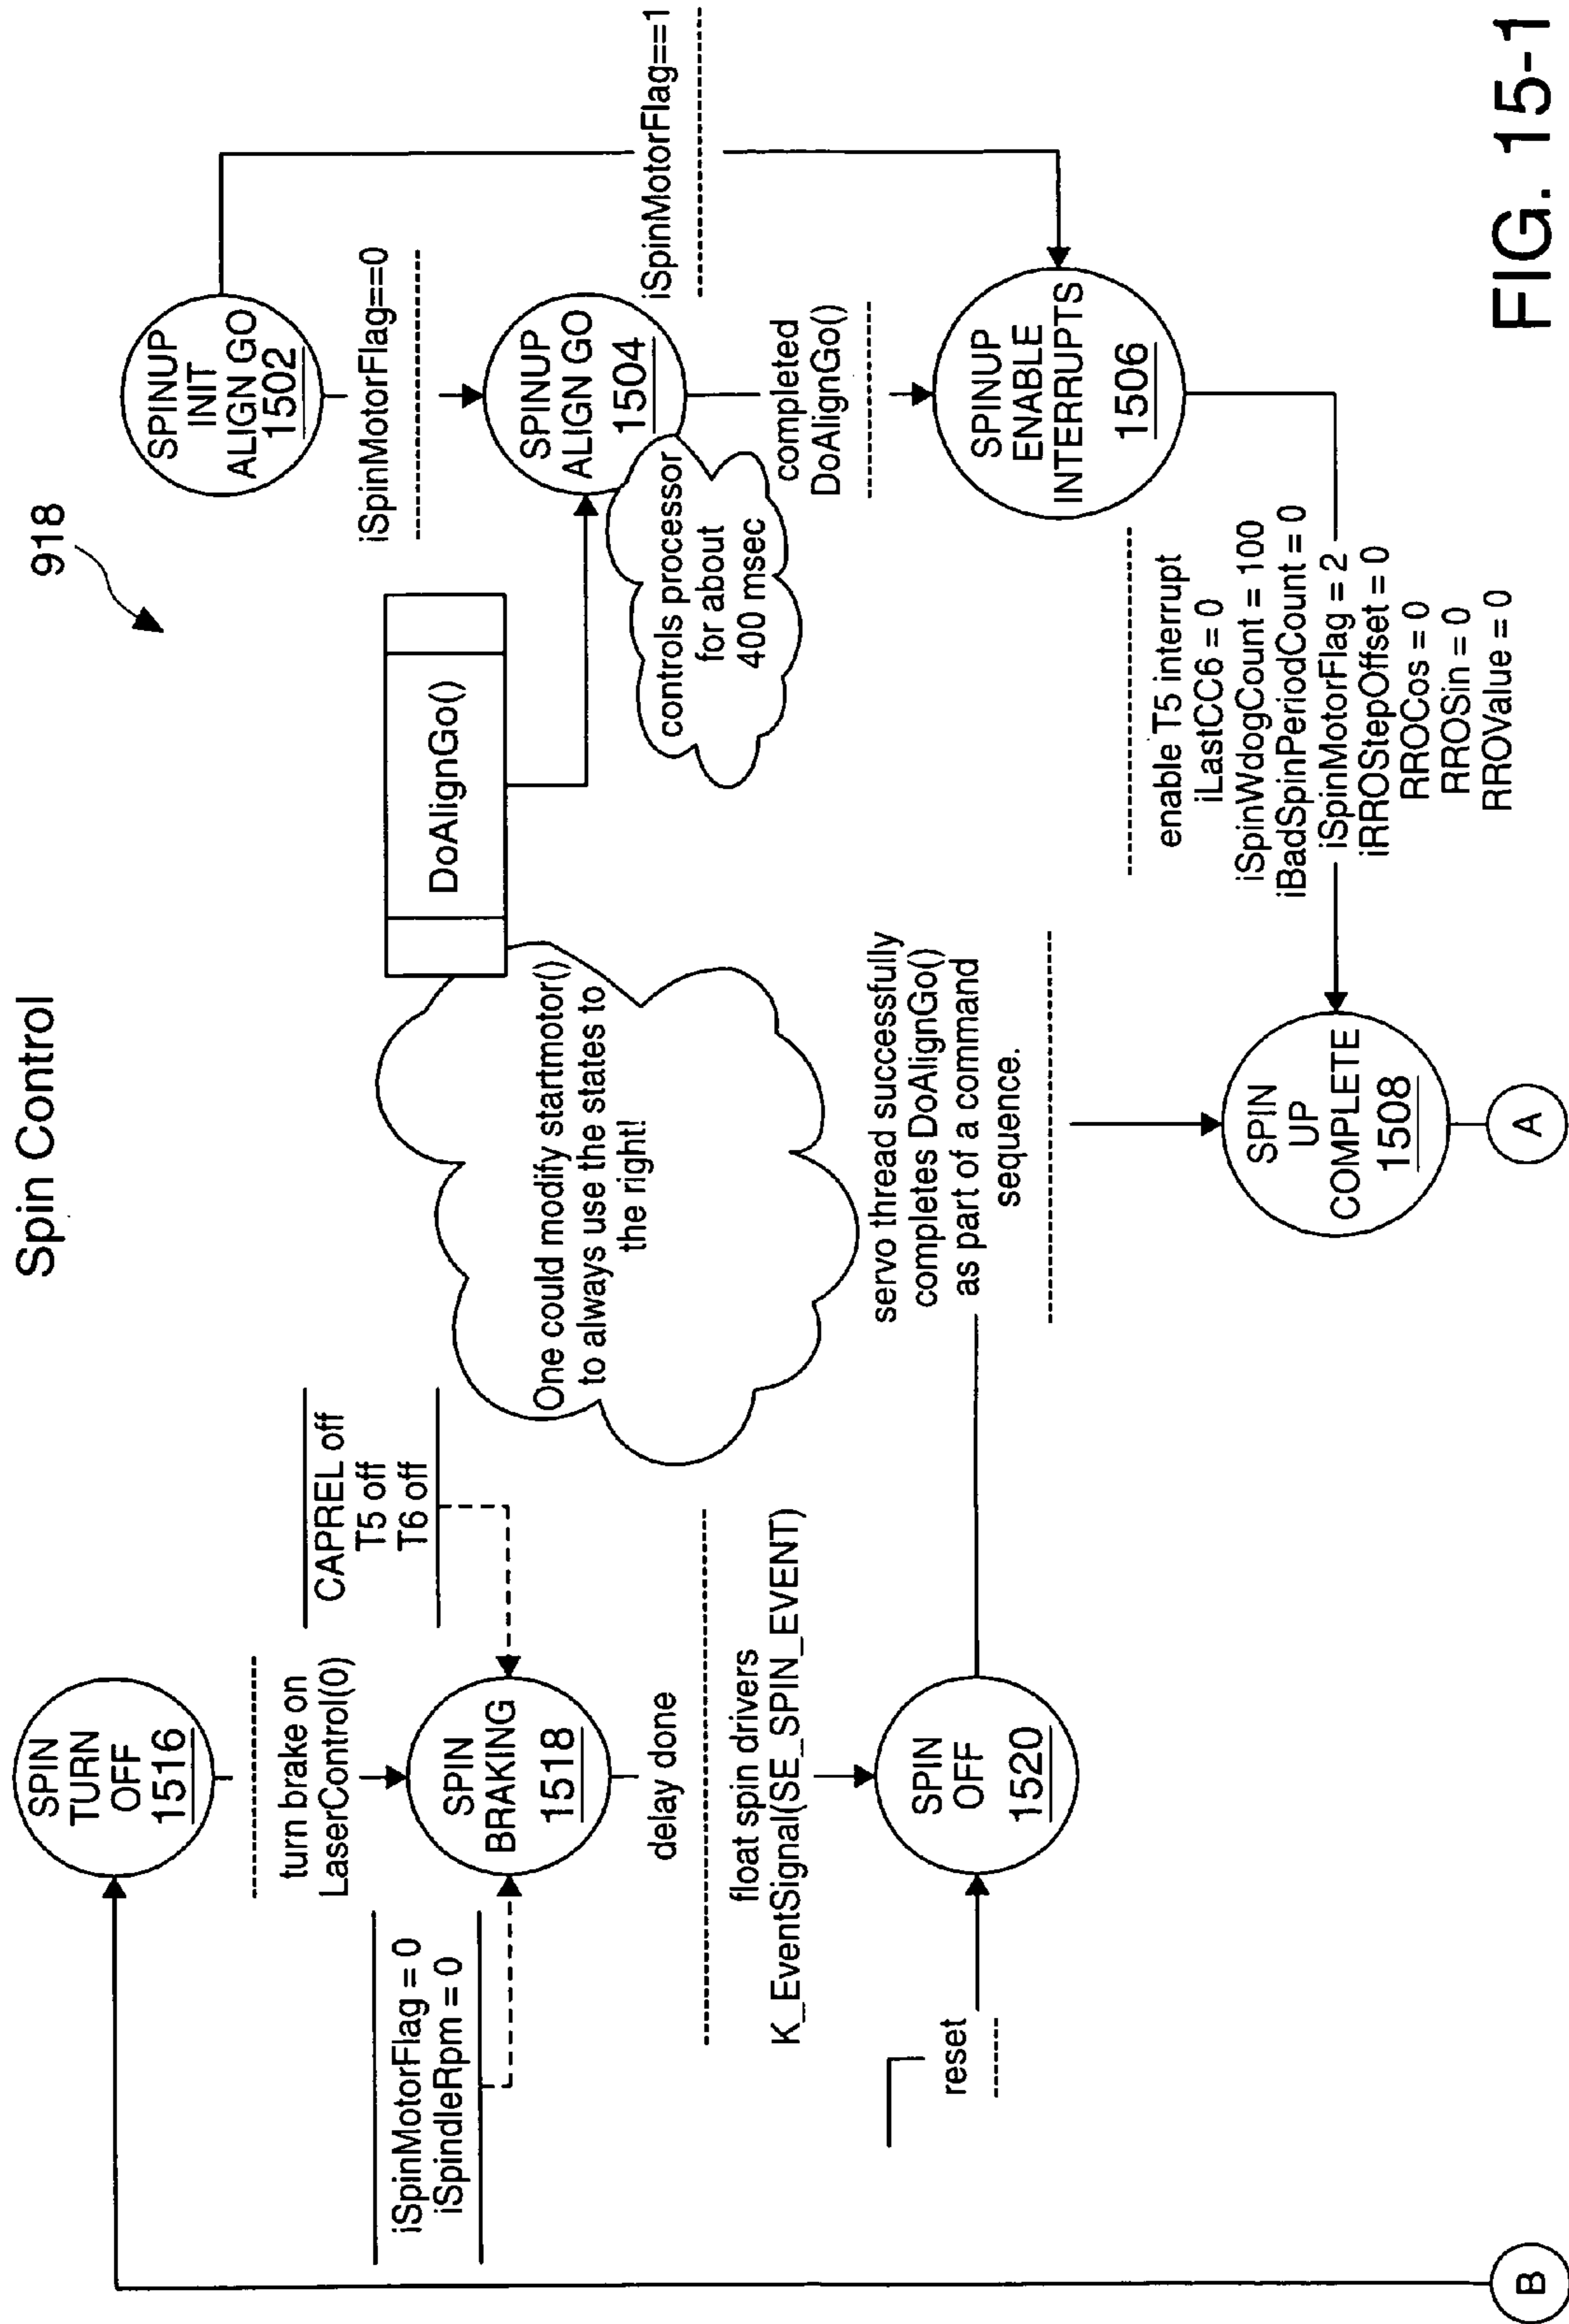 Spin Control
918
SPIN
TURN
OFF
1516
turn brake on
LaserControl(0)
CAPREL off
T5 off
T6 off
iSpinMotorFlag = 0
iSpindleRpm = 0
SPIN
BRAKING
1518
delay done
float spin drivers
K_EventSignal(SE_SPIN_EVENT)
reset
SPIN
OFF
1520
One could modify startmotor()
to always use the states to
the right!
DoAlignGo()
controls processor
for about
400 msec
SPINUP
INIT
ALIGN GO
1502
iSpinMotorFlag==0
iSpinMotorFlag==1
SPINUP
ALIGN GO
1504
completed
DoAlignGo()
SPINUP
ENABLE
INTERRUPTS
1506
servo thread successfully
completes DoAlignGo()
as part of a command
sequence.
enable T5 interrupt
iLastCC6 = 0
iSpinWdogCount = 100
iBadSpinPeriodCount = 0
iSpinMotorFlag = 2
iRROStepOffset = 0
RROCos = 0
RROSin = 0
RROValue = 0
SPIN
UP
COMPLETE
1508
A
B
FIG. 15-1